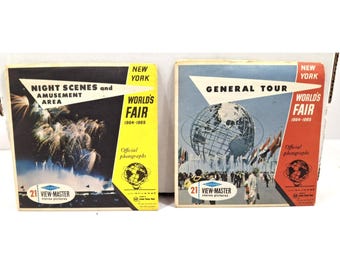 NIGHT SCENES and
AMUSEMENT
AREA
NEW
YORK
WORLD'S
FAIR
1964-1965
Official
photographs
21
VIEW-MASTER
stereo pictures
GENERAL TOUR
NEW
YORK
WORLD'S
FAIR
1964-1965
Official
photographs
21
VIEW-MASTER
stereo pictures